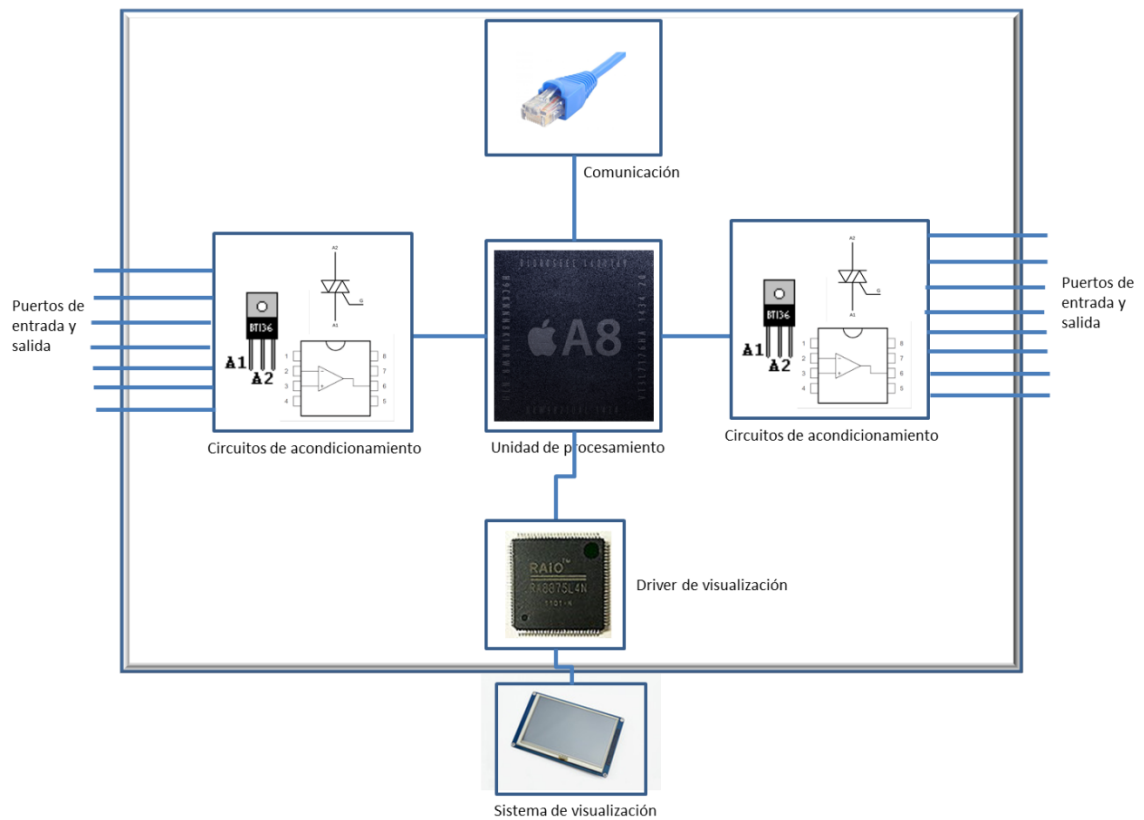 Comunicación
Puertos de
entrada y
salida
A2
G
A1
BT136
A1
A2
1
2
3
4
8
7
6
5
Circuitos de acondicionamiento
A8
Unidad de procesamiento
A2
G
A1
BT136
A1
A2
1
2
3
4
8
7
6
5
Circuitos de acondicionamiento
Puertos de
entrada y
salida
RAiO™
RA8875L4N
1101-K
Driver de visualización
Sistema de visualización